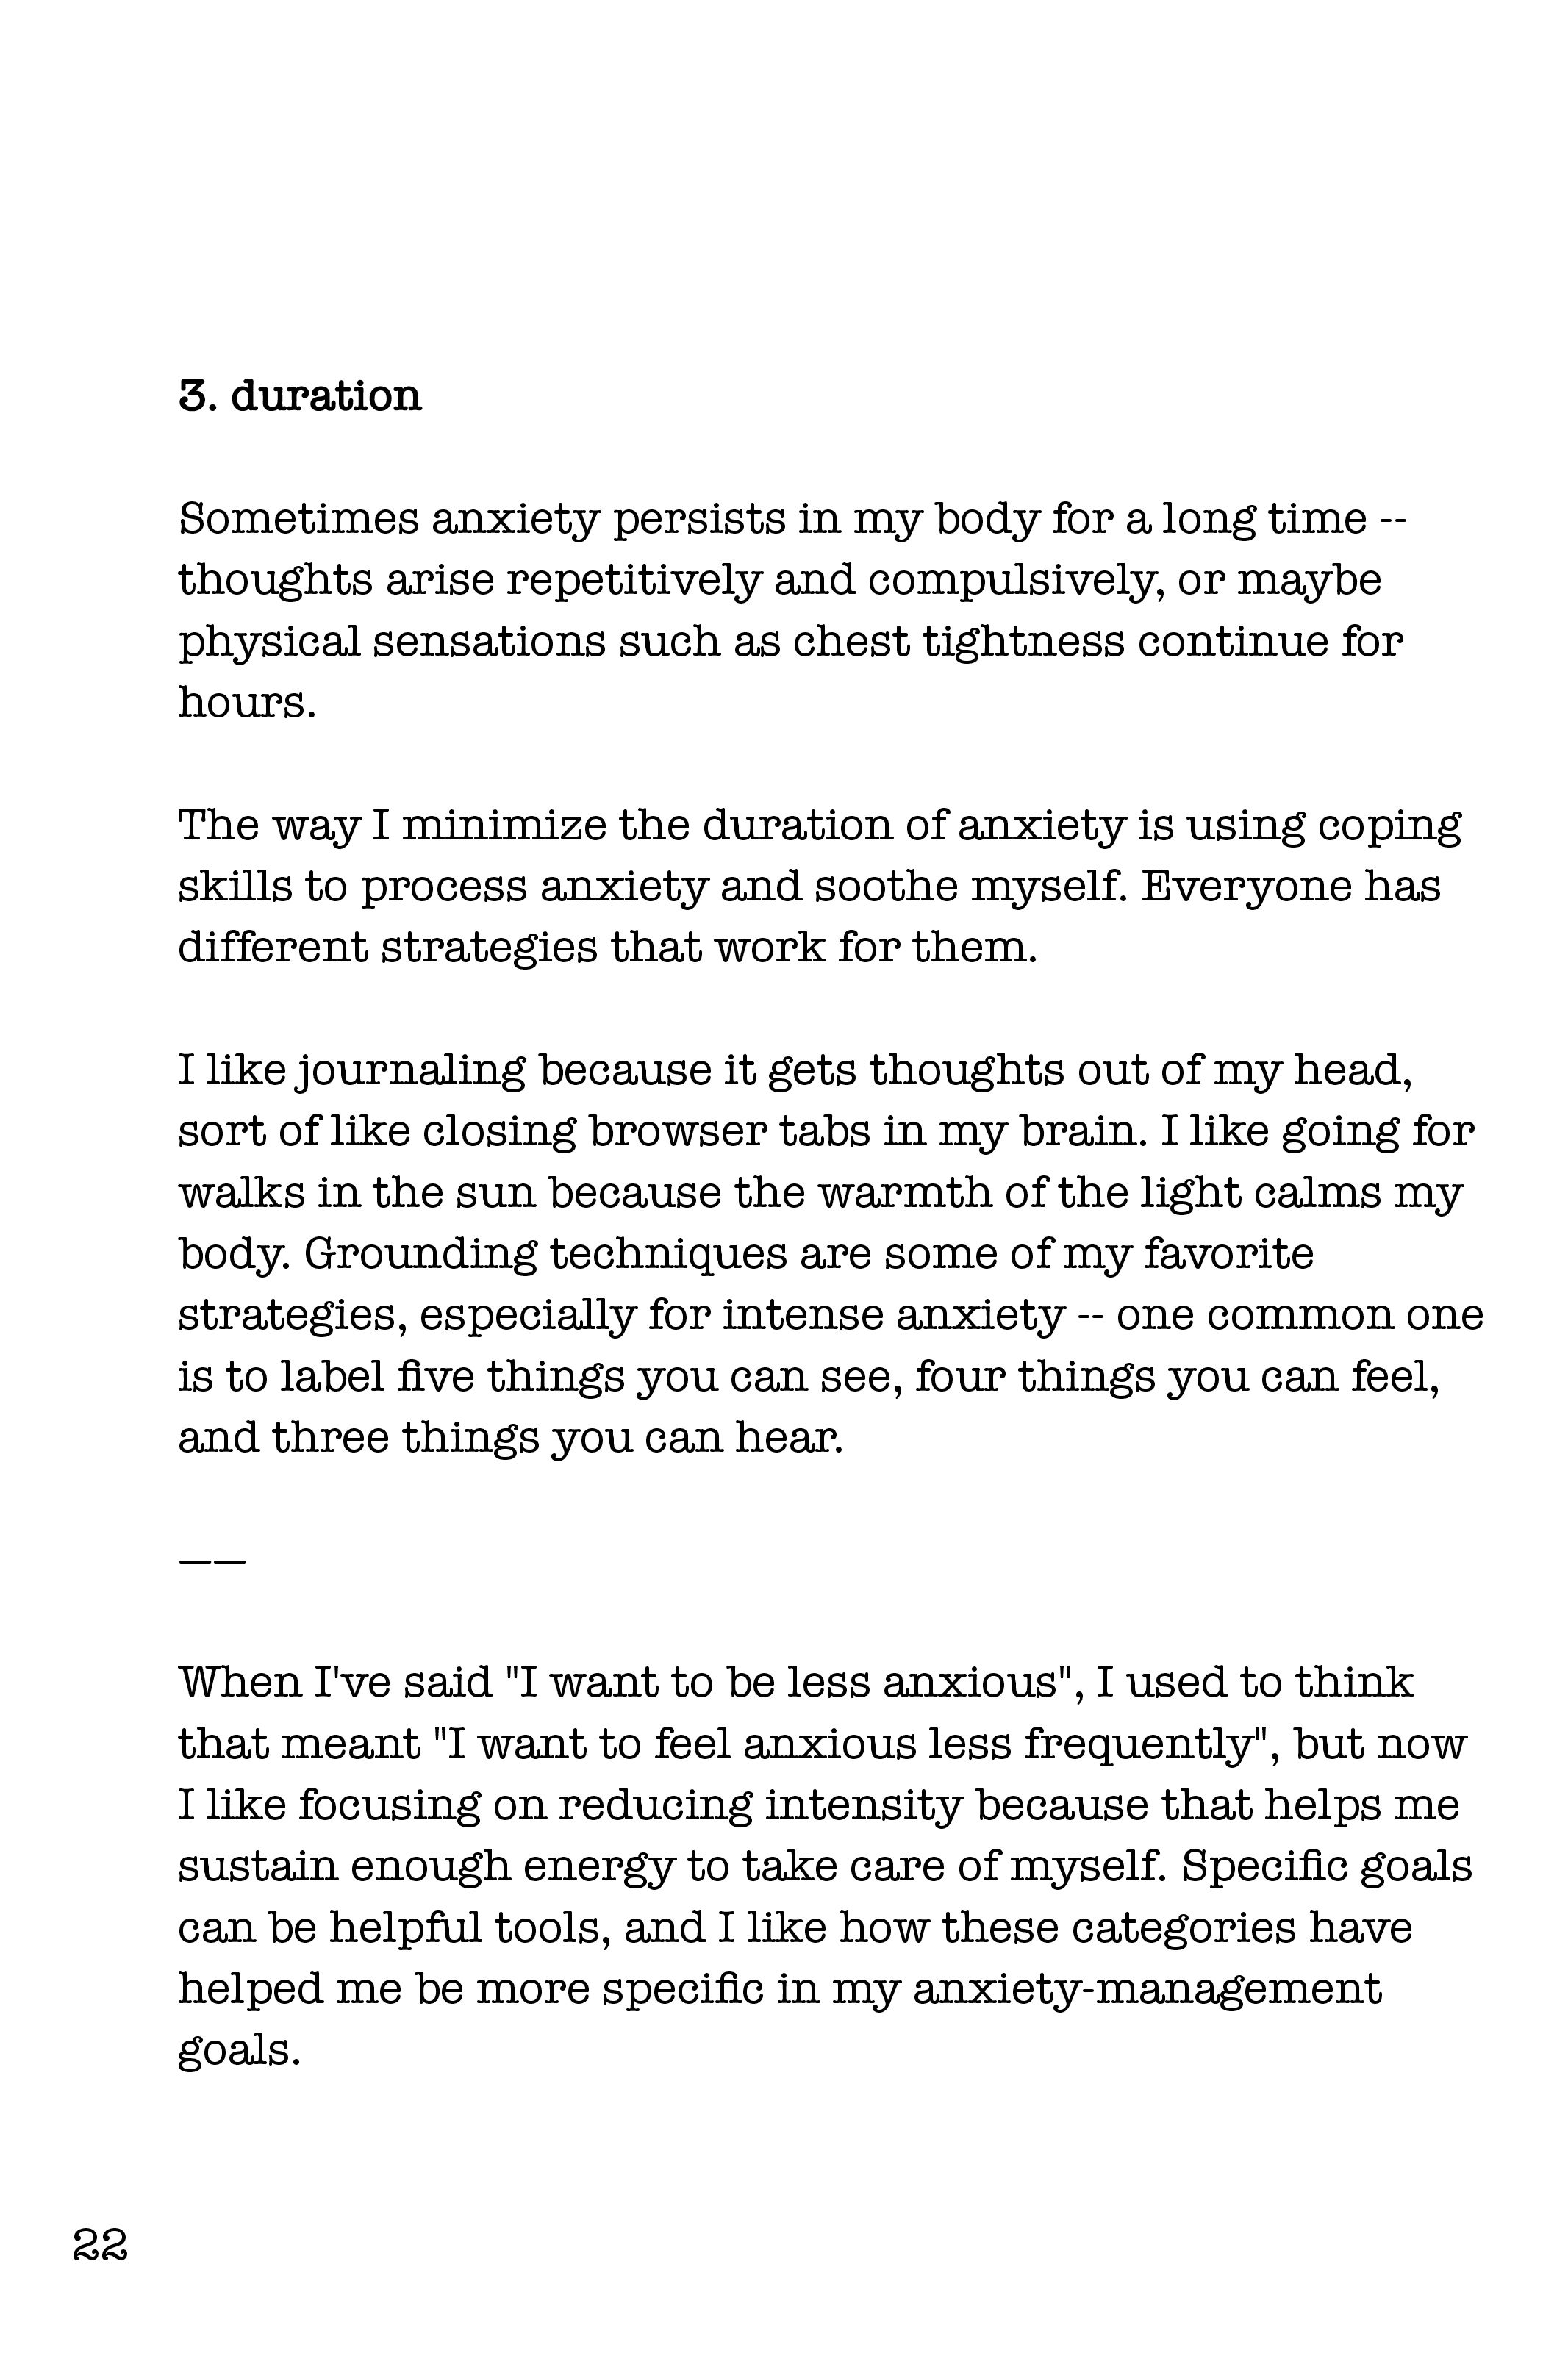 3. duration
Sometimes anxiety persists in my body for a long time --
thoughts arise repetitively and compulsively, or maybe
physical sensations such as chest tightness continue for
hours.
The way I minimize the duration of anxiety is using coping
skills to process anxiety and soothe myself. Everyone has
different strategies that work for them.
I like journaling because it gets thoughts out of my head,
sort of like closing browser tabs in my brain. I like going for
walks in the sun because the warmth of the light calms my
body. Grounding techniques are some of my favorite
strategies, especially for intense anxiety -- one common one
is to label five things you can see, four things you can feel,
and three things you can hear.
——
When I've said "I want to be less anxious", I used to think
that meant "I want to feel anxious less frequently", but now
I like focusing on reducing intensity because that helps me
sustain enough energy to take care of myself. Specific goals
can be helpful tools, and I like how these categories have
helped me be more specific in my anxiety-management
goals.
22